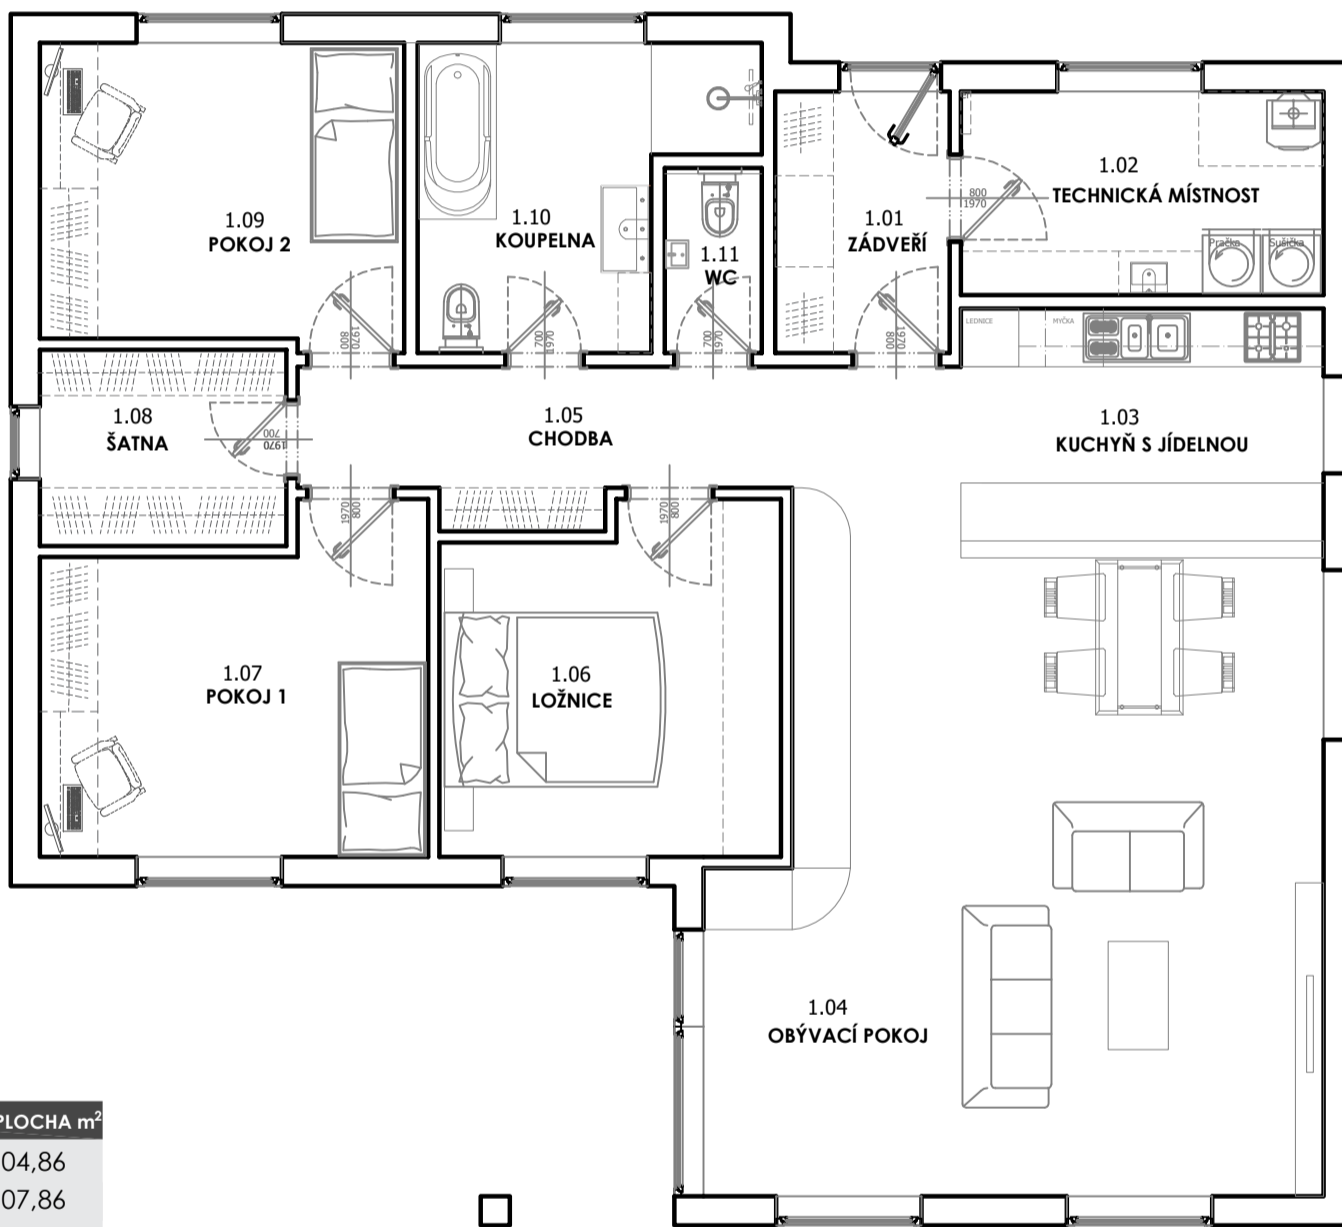 1.09
POKOJ 2
1.10
KOUPELNA
1.11
WC
1.01
ZÁDVEŘÍ
1.02
TECHNICKÁ MÍSTNOST
800
1970
Pračka
Sušička
1970
800
700
1970
700
1970
1970
800
LEDNICE
MYČKA
1.08
ŠATNA
700
1970
1.05
CHODBA
1.03
KUCHYŇ S JÍDELNOU
1970
800
1970
800
1.07
POKOJ 1
1.06
LOŽNICE
1.04
OBÝVACÍ POKOJ
PLOCHA m²
04,86
07,86